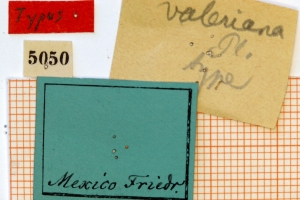 Typus
5050
valeriana
Pl.
type
Mexico Friedr.